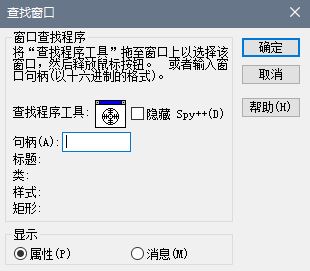 查找窗口
窗口查找程序
将“查找程序工具”拖至窗口上以选择该
窗口，然后释放鼠标按钮。 或者输入窗
口句柄(以十六进制的格式)。
查找程序工具:
隐藏 Spy++(D)
句柄(A):
标题:
类:
样式:
矩形:
显示
属性(P)
消息(M)
确定
取消
帮助(H)